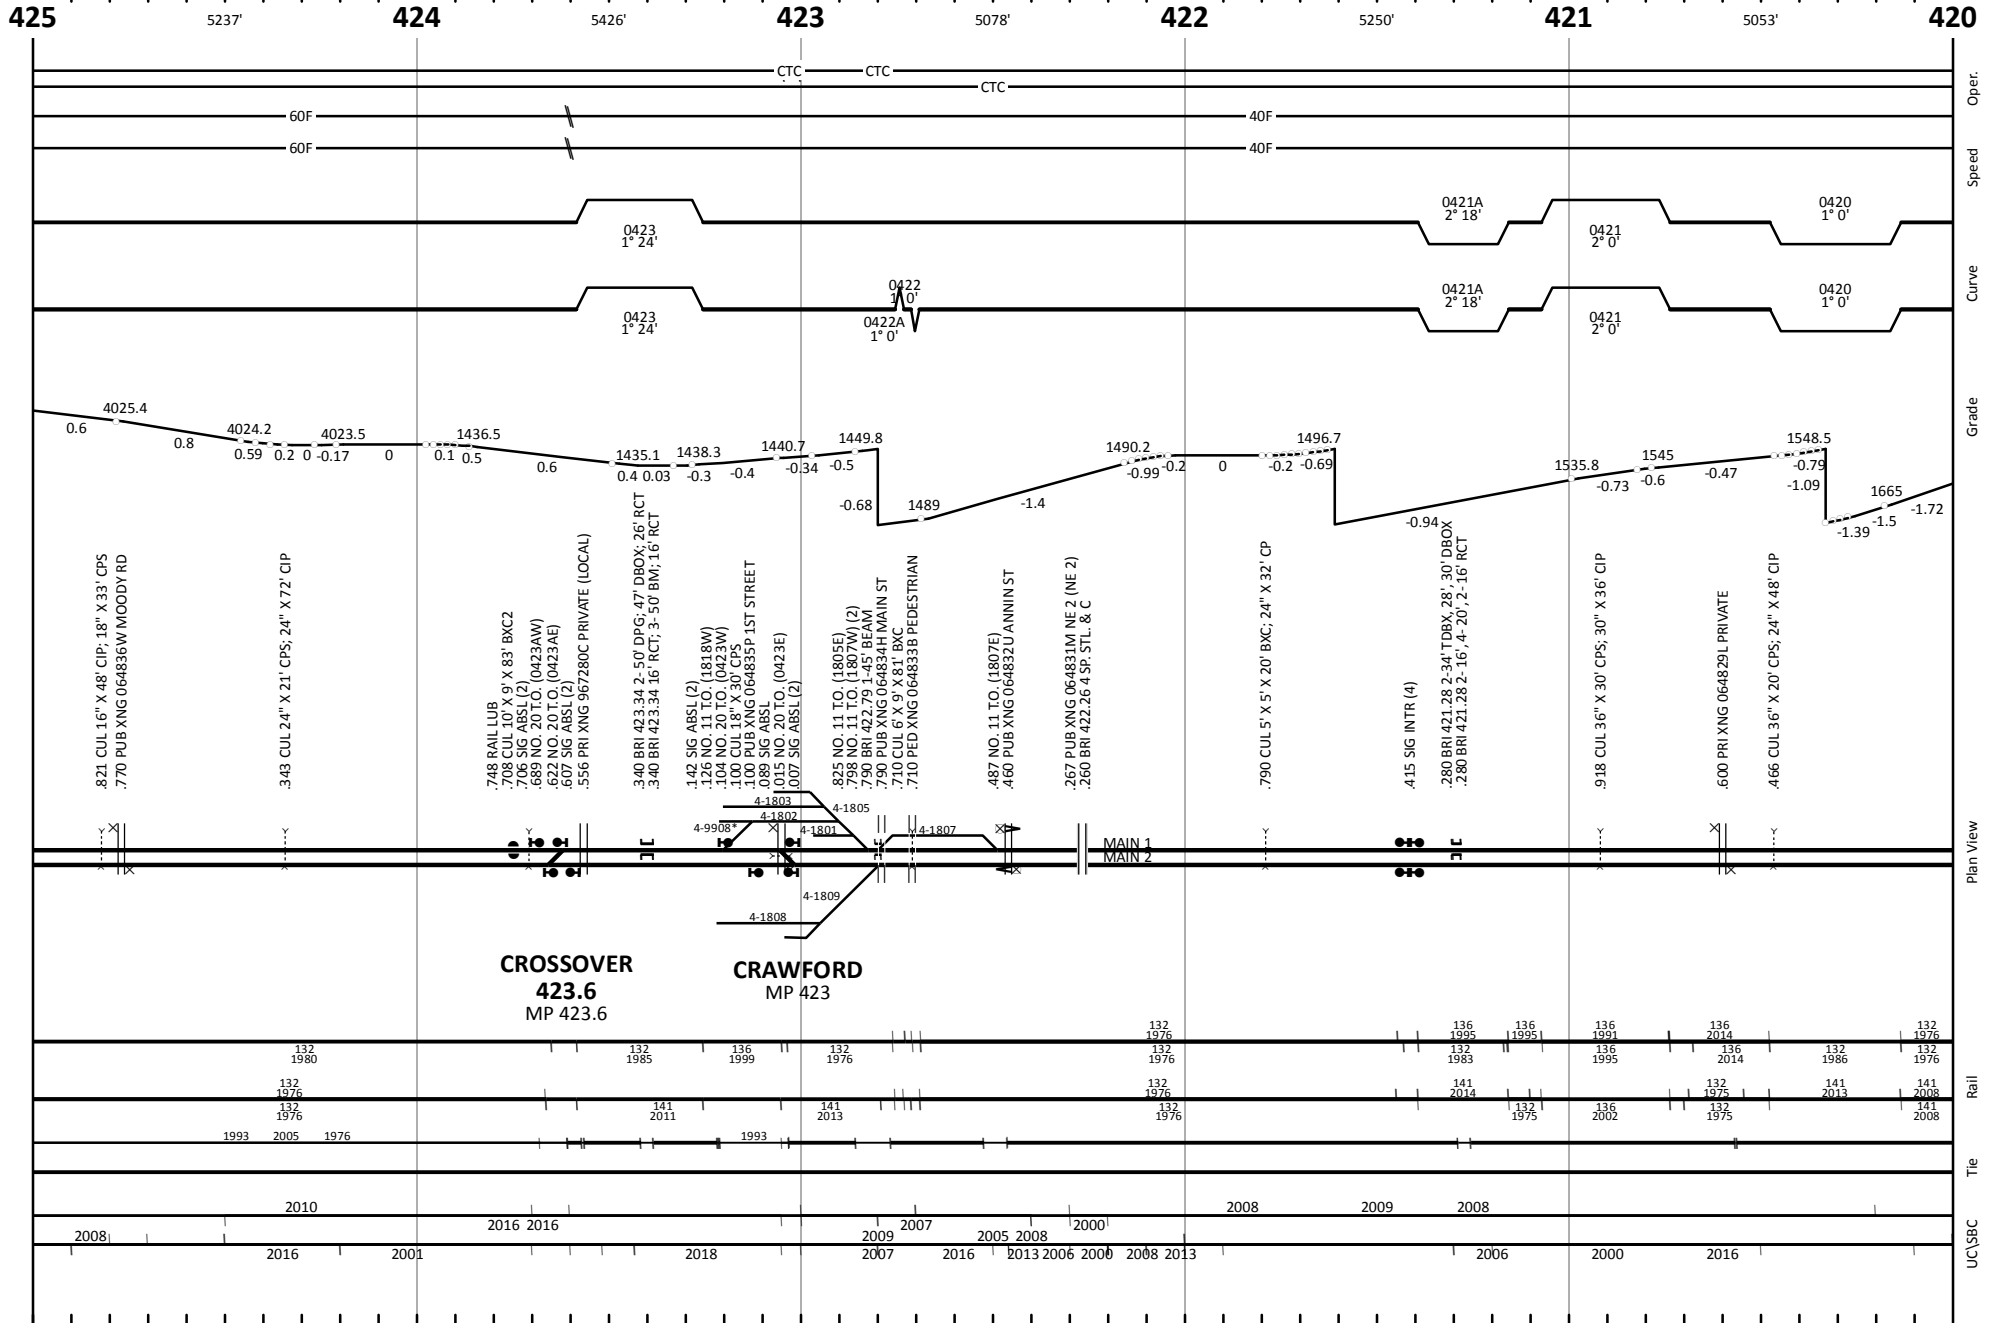 425 5237' 424 5426' 423 5078' 422 5250' 421 5053' 420
CTC CTC
CTC
Oper.
60F 40F
60F 40F
Speed
0423
1° 24'
0421A
2° 18'
0421
2° 0'
0420
1° 0'
Curve
0423
1° 24'
0422
1° 0'
0422A
1° 0'
0421A
2° 18'
0421
2° 0'
0420
1° 0'
Grade
4025.4 4024.2 4023.5 1436.5 1435.1 1438.3 1440.7 1449.8 1489 1490.2 1496.7 1535.8 1545 1548.5 1665
0.6 0.8 0.59 0.2 0 -0.17 0 0.1 0.5 0.6 0.4 0.03 -0.3 -0.4 -0.34 -0.5 -0.68 -1.4 -0.99 -0.2 0 -0.2 -0.69 -0.94 -0.73 -0.6 -0.47 -0.79 -1.09 -1.39 -1.5 -1.72
.821 CUL 16" X 48' CIP; 18" X 33' CPS
.770 PUB XNG 064836W MOODY RD
.343 CUL 24" X 21' CPS; 24" X 72' CIP
.748 RAIL LUB
.708 CUL 10' X 9' X 83' BXC2
.706 SIG ABSL (2)
.689 NO. 20 T.O. (0423AW)
.622 NO. 20 T.O. (0423AE)
.607 SIG ABSL (2)
.556 PRI XNG 967280C PRIVATE (LOCAL)
.340 BRI 423.34 2- 50' DPG; 47' DBOX; 26' RCT
.340 BRI 423.34 16' RCT; 3- 50' BM; 16' RCT
.142 SIG ABSL (2)
.126 NO. 11 T.O. (1818W)
.104 NO. 20 T.O. (0423W)
.100 CUL 18" X 30' CPS
.100 PUB XNG 064835P 1ST STREET
.089 SIG ABSL
.015 NO. 20 T.O. (0423E)
.007 SIG ABSL (2)
.825 NO. 11 T.O. (1805E)
.798 NO. 11 T.O. (1807W) (2)
.790 BRI 422.79 1-45' BEAM
.790 PUB XNG 064834H MAIN ST
.710 CUL 6' X 9' X 81' BXC
.710 PED XNG 064833B PEDESTRIAN
.487 NO. 11 T.O. (1807E)
.460 PUB XNG 064832U ANNIN ST
.267 PUB XNG 064831M NE 2 (NE 2)
.260 BRI 422.26 4 SP. STL. & C
.790 CUL 5' X 5' X 20' BXC; 24" X 32' CP
.415 SIG INTR (4)
.280 BRI 421.28 2-34' TDBX, 28', 30' DBOX
.280 BRI 421.28 2- 16', 4- 20', 2- 16' RCT
.918 CUL 36" X 30' CPS; 30" X 36' CIP
.600 PRI XNG 064829L PRIVATE
.466 CUL 36" X 20' CPS; 24" X 48' CIP
4-1803
4-1805
4-1802
4-9908*
4-1801
4-1807
MAIN 1
MAIN 2
4-1809
4-1808
Plan View
CROSSOVER
423.6
MP 423.6
CRAWFORD
MP 423
132 136 136 136 136 132
1976 1995 1995 1991 2014 1976
132 132 136 132 132 132 136 136 132 132
1980 1985 1999 1976 1976 1983 1995 2014 1986 1976
Rail
132 132 141 132 141 141
1976 1976 2014 1975 2013 2008
132 141 141 132 132 136 132 141
1976 2011 2013 1976 1975 2002 1975 2008
1993 2005 1976 1993
Tie
2010 2008 2009 2008
2016 2016 2007 2000
2008 2009 2005 2008
2016 2001 2018 2007 2016 2013 2006 2000 2008 2013 2006 2000 2016
UC\SBC